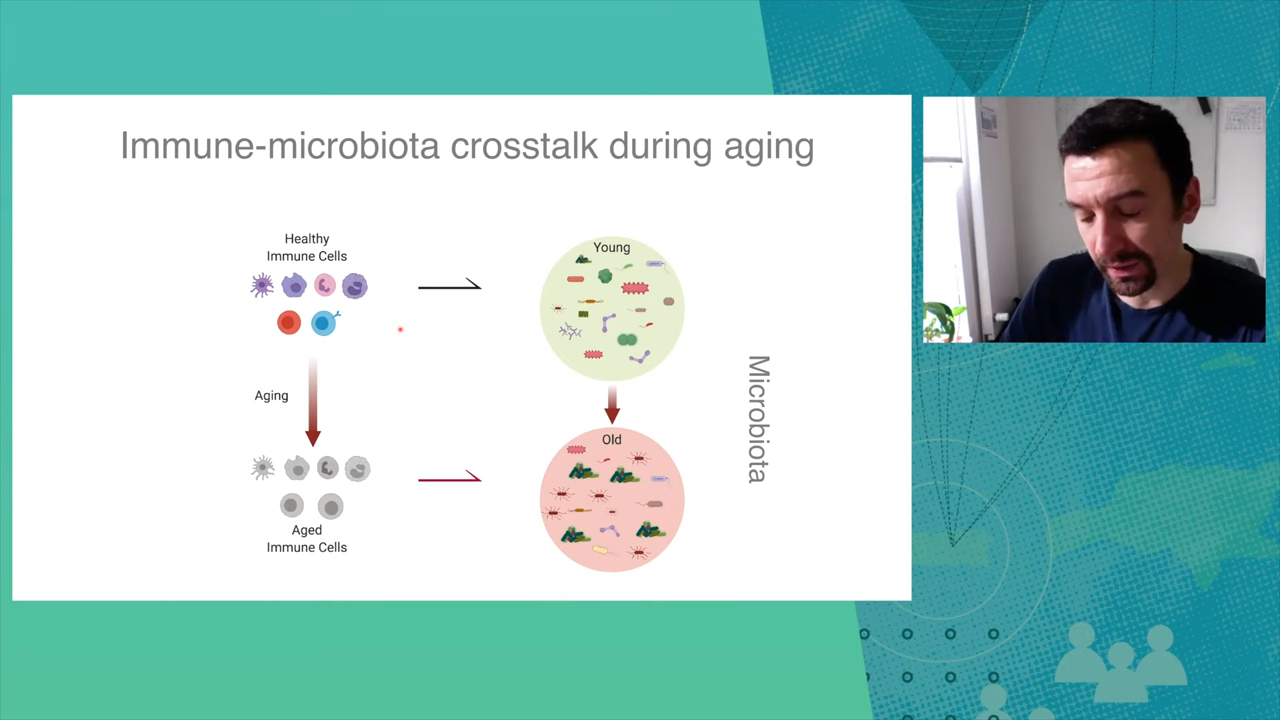 Immune-microbiota crosstalk during aging
Healthy
Immune Cells
Young
Aging
Microbiota
Old
Aged
Immune Cells